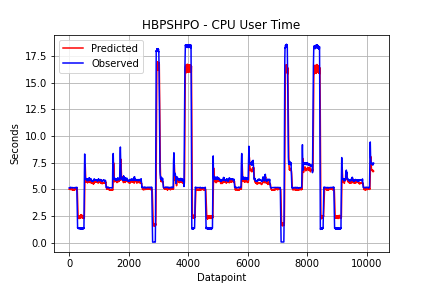 HBPSHPO - CPU User Time
Predicted
Observed
17.5
15.0
12.5
10.0
7.5
5.0
2.5
0.0
Seconds
0 2000 4000 6000 8000 10000
Datapoint